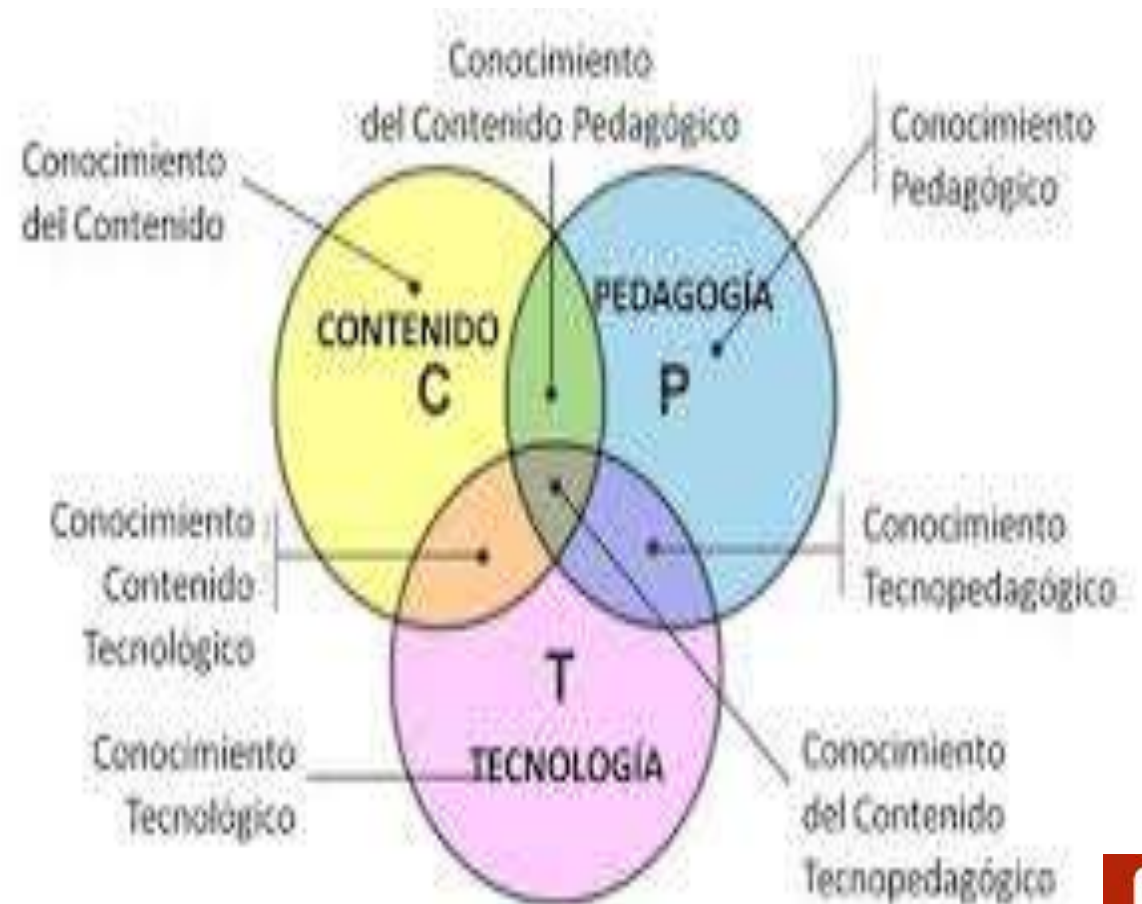 Conocimiento
del Contenido Pedagógico
Conocimiento
Pedagógico
Conocimiento
del Contenido
CONTENIDO
C
PEDAGOGÍA
P
Conocimiento
Contenido
Tecnológico
Conocimiento
Tecnopedagógico
T
TECNOLOGÍA
Conocimiento
Tecnológico
Conocimiento
del Contenido
Tecnopedagógico